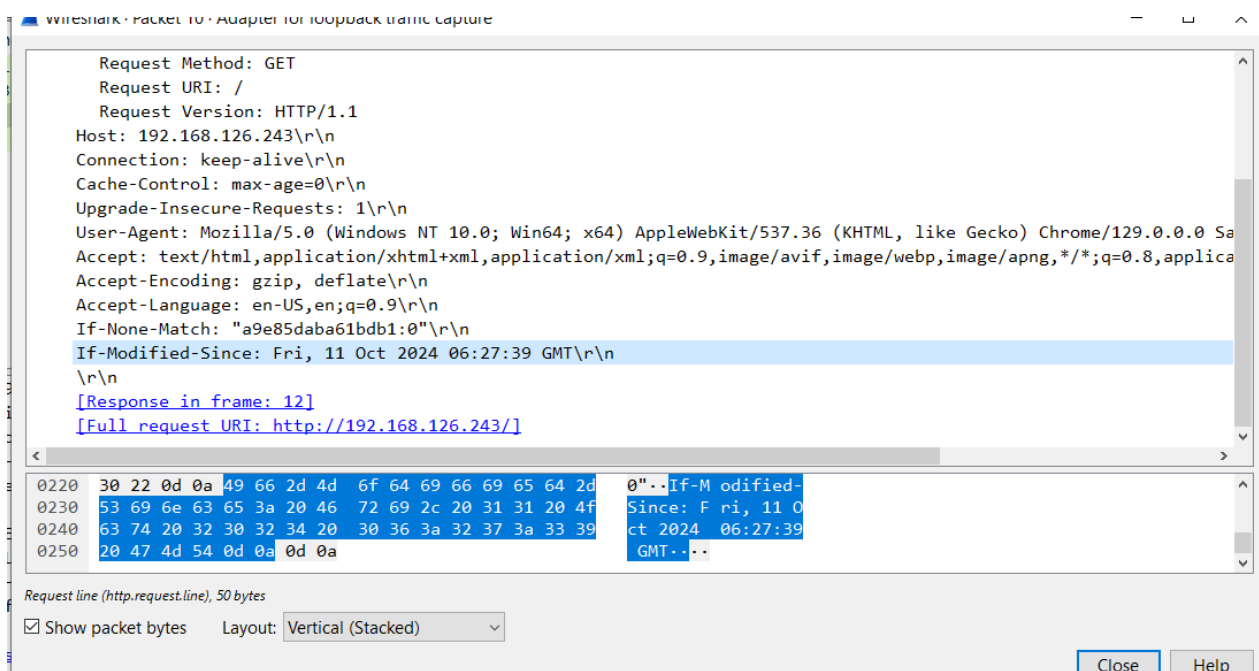 Wireshark · Packet 10 · Adapter for loopback traffic capture
Request Method: GET
Request URI: /
Request Version: HTTP/1.1
Host: 192.168.126.243\r\n
Connection: keep-alive\r\n
Cache-Control: max-age=0\r\n
Upgrade-Insecure-Requests: 1\r\n
User-Agent: Mozilla/5.0 (Windows NT 10.0; Win64; x64) AppleWebKit/537.36 (KHTML, like Gecko) Chrome/129.0.0.0 Sa
Accept: text/html,application/xhtml+xml,application/xml;q=0.9,image/avif,image/webp,image/apng,*/*;q=0.8,applica
Accept-Encoding: gzip, deflate\r\n
Accept-Language: en-US,en;q=0.9\r\n
If-None-Match: "a9e85daba61bdb1:0"\r\n
If-Modified-Since: Fri, 11 Oct 2024 06:27:39 GMT\r\n
\r\n
[Response in frame: 12]
[Full request URI: http://192.168.126.243/]
0220 30 22 0d 0a 49 66 2d 4d 6f 64 69 66 69 65 64 2d 0"··If-M odified-
0230 53 69 6e 63 65 3a 20 46 72 69 2c 20 31 31 20 4f Since: F ri, 11 O
0240 63 74 20 32 30 32 34 20 30 36 3a 32 37 3a 33 39 ct 2024 06:27:39
0250 20 47 4d 54 0d 0a 0d 0a GMT····
Request line (http.request.line), 50 bytes
Show packet bytes Layout: Vertical (Stacked)
Close Help